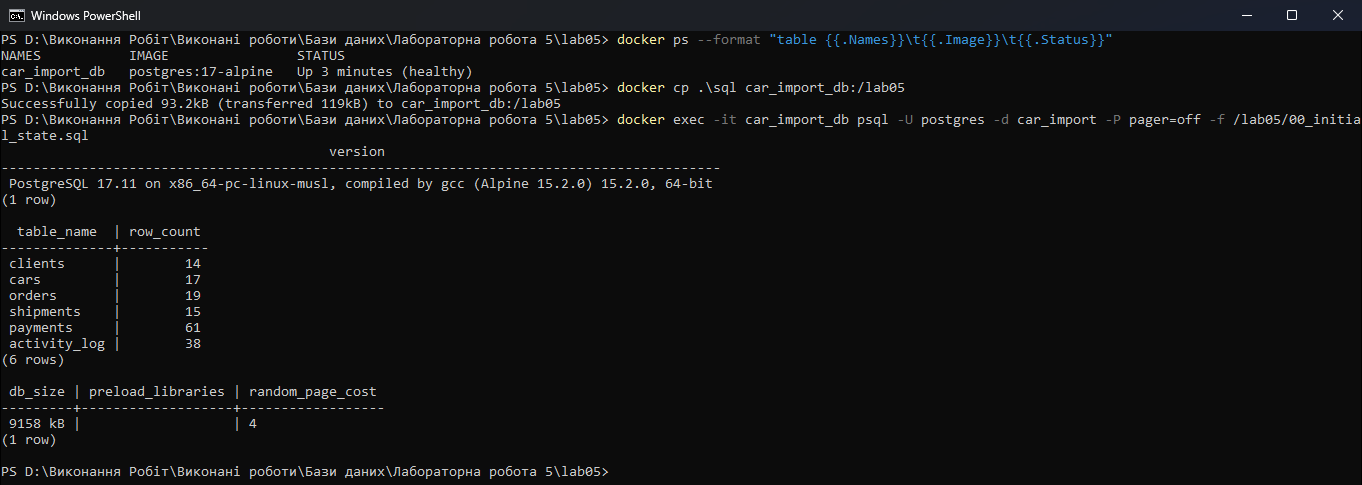 Windows PowerShell
PS D:\Виконання Робіт\Виконані роботи\Бази даних\Лабораторна робота 5\lab05> docker ps --format "table {{.Names}}\t{{.Image}}\t{{.Status}}"
NAMES           IMAGE                STATUS
car_import_db   postgres:17-alpine   Up 3 minutes (healthy)
PS D:\Виконання Робіт\Виконані роботи\Бази даних\Лабораторна робота 5\lab05> docker cp .\sql car_import_db:/lab05
Successfully copied 93.2kB (transferred 119kB) to car_import_db:/lab05
PS D:\Виконання Робіт\Виконані роботи\Бази даних\Лабораторна робота 5\lab05> docker exec -it car_import_db psql -U postgres -d car_import -P pager=off -f /lab05/00_initia
l_state.sql
                                         version
------------------------------------------------------------------------------------------
 PostgreSQL 17.11 on x86_64-pc-linux-musl, compiled by gcc (Alpine 15.2.0) 15.2.0, 64-bit
(1 row)

  table_name  | row_count
--------------+-----------
 clients      |        14
 cars         |        17
 orders       |        19
 shipments    |        15
 payments     |        61
 activity_log |        38
(6 rows)

 db_size | preload_libraries | random_page_cost
---------+-------------------+------------------
 9158 kB |                   | 4
(1 row)

PS D:\Виконання Робіт\Виконані роботи\Бази даних\Лабораторна робота 5\lab05>